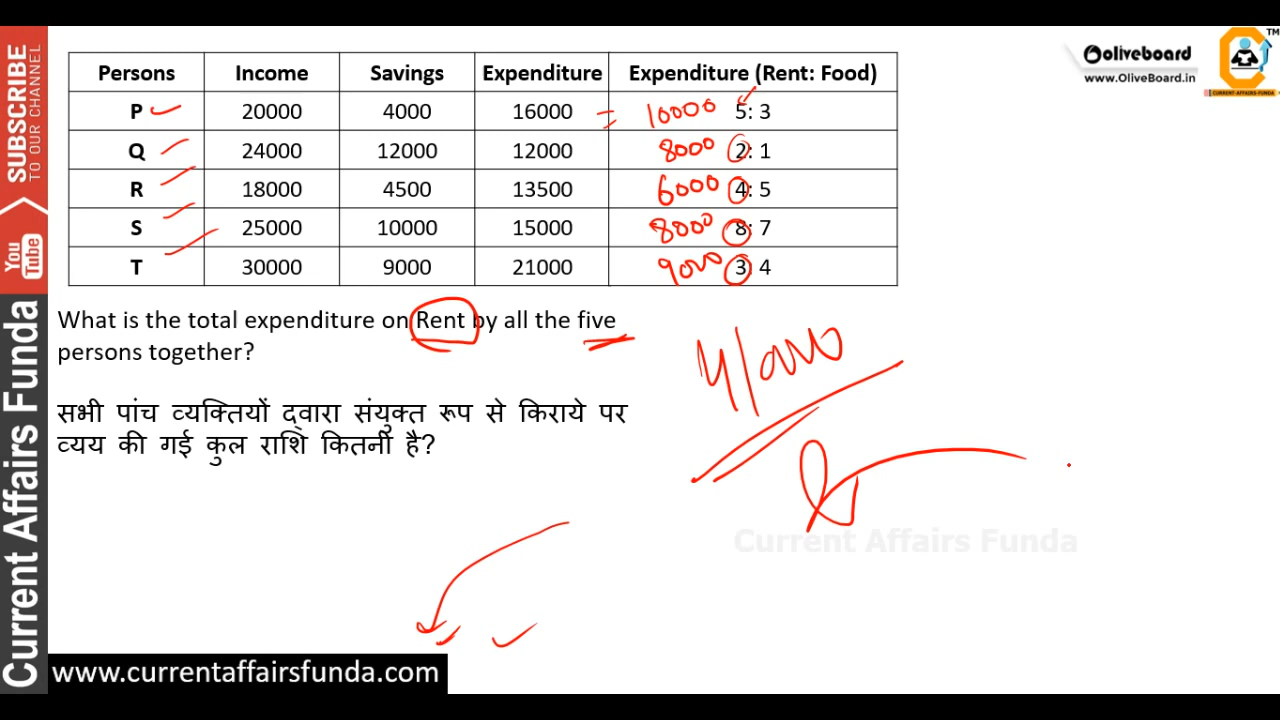 SUBSCRIBE
TO OUR CHANNEL
You Tube
Current Affairs Funda
oliveboard
www.OliveBoard.in
TM
CURRENT-AFFAIRS-FUNDA
Persons Income Savings Expenditure Expenditure (Rent: Food)
P 20000 4000 16000 = 10000 5: 3
Q 24000 12000 12000 8000 2: 1
R 18000 4500 13500 6000 4: 5
S 25000 10000 15000 8000 8: 7
T 30000 9000 21000 9000 3: 4
What is the total expenditure on Rent by all the five
persons together?
41000
सभी पांच व्यक्तियों द्वारा संयुक्त रूप से किराये पर
व्यय की गई कुल राशि कितनी है?
Current Affairs Funda
www.currentaffairsfunda.com